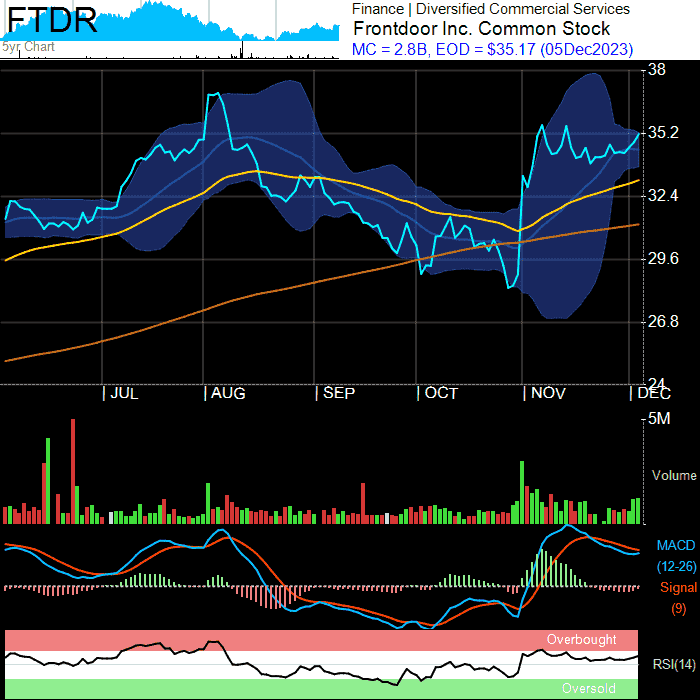 FTDR
5yr Chart
Finance | Diversified Commercial Services
Frontdoor Inc. Common Stock
MC = 2.8B, EOD = $35.17 (05Dec2023)
38
35.2
32.4
29.6
26.8
24
| JUL | AUG | SEP | OCT | NOV | DEC
5M
Volume
MACD
(12-26)
Signal
(9)
Overbought
RSI(14)
Oversold